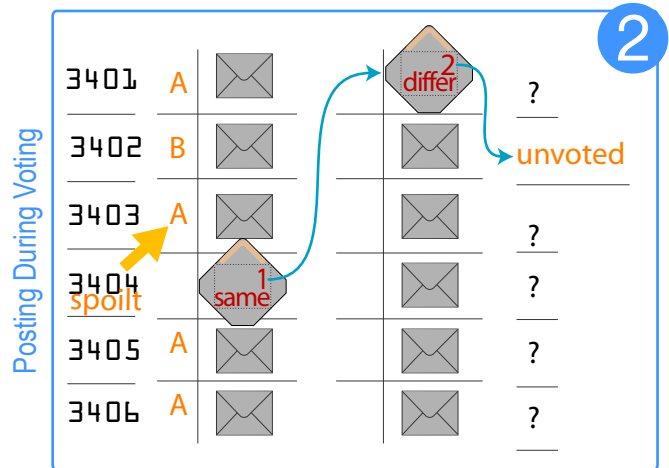 2
Posting During Voting
3401 A 2 differ ?
3402 B unvoted
3403 A ?
3404 spoilt 1 same ?
3405 A ?
3406 A ?